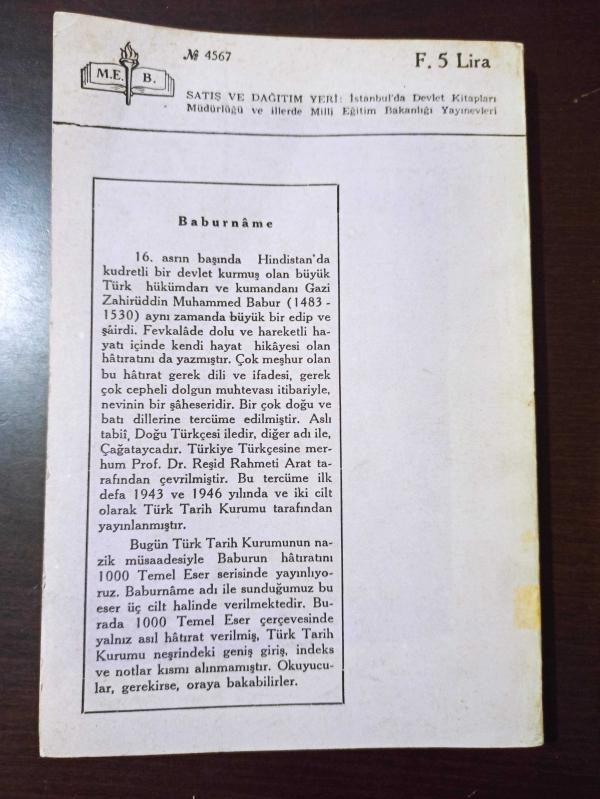 M.E. B.
№ 4567
F. 5 Lira
SATIŞ VE DAĞITIM YERİ: İstanbul'da Devlet Kitapları
Müdürlüğü ve illerde Milli Eğitim Bakanlığı Yayınevleri
Baburnâme
16. asrın başında Hindistan'da
kudretli bir devlet kurmuş olan büyük
Türk hükümdarı ve kumandanı Gazi
Zahirüddin Muhammed Babur (1483 -
1530) aynı zamanda büyük bir edip ve
şâirdi. Fevkalâde dolu ve hareketli ha-
yatı içinde kendi hayat hikâyesi olan
hâtıratını da yazmıştır. Çok meşhur olan
bu hâtırat gerek dili ve ifadesi, gerek
çok cepheli dolgun muhtevası itibariyle,
nevinin bir şâheseridir. Bir çok doğu ve
batı dillerine tercüme edilmiştir. Aslı
tabiî, Doğu Türkçesi iledir, diğer adı ile,
Çağataycadır. Türkiye Türkçesine mer-
hum Prof. Dr. Reşid Rahmeti Arat ta-
rafından çevrilmiştir. Bu tercüme ilk
defa 1943 ve 1946 yılında ve iki cilt
olarak Türk Tarih Kurumu tarafından
yayınlanmıştır.
Bugün Türk Tarih Kurumunun na-
zik müsaadesiyle Baburun hâtıratını
1000 Temel Eser serisinde yayınlıyo-
ruz. Baburnâme adı ile sunduğumuz bu
eser üç cilt halinde verilmektedir. Bu-
rada 1000 Temel Eser çerçevesinde
yalnız asıl hâtırat verilmiş, Türk Tarih
Kurumu neşrindeki geniş giriş, indeks
ve notlar kısmı alınmamıştır. Okuyucu-
lar, gerekirse, oraya bakabilirler.